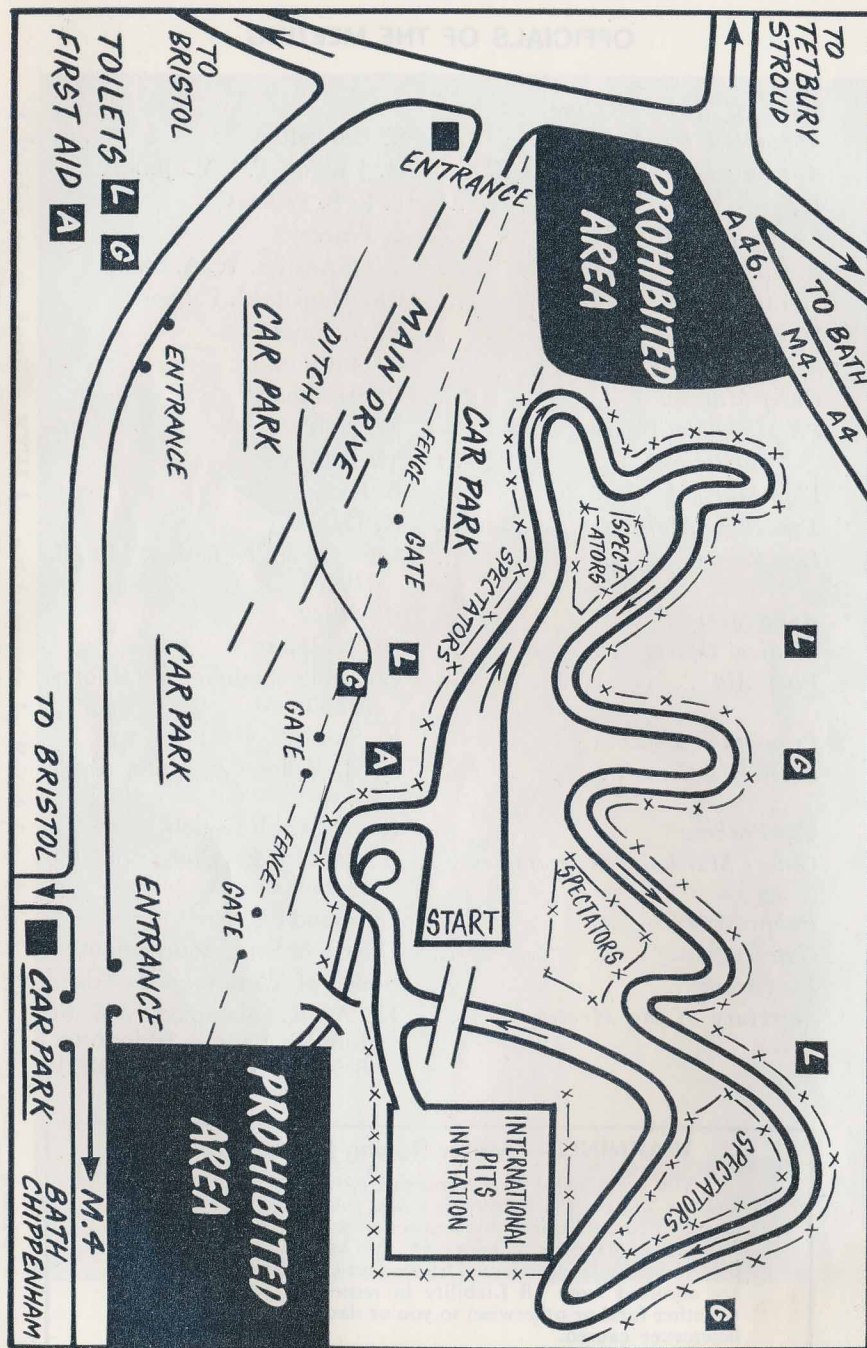 TO
TETBURY
STROUD
A.46.
TO BATH
M.4. A4
PROHIBITED
AREA
ENTRANCE
TO
BRISTOL
TOILETS L G
FIRST AID A
ENTRANCE
CAR PARK
DITCH
MAIN DRIVE
FENCE
GATE
CAR PARK
SPECTATORS
SPECT-
ATORS
L
G
L
G
A
GATE
FENCE
GATE
CAR PARK
START
SPECTATORS
L
SPECTATORS
G
INTERNATIONAL
PITS
INVITATION
PROHIBITED
AREA
ENTRANCE
TO BRISTOL
CAR PARK
M.4
BATH
CHIPPENHAM